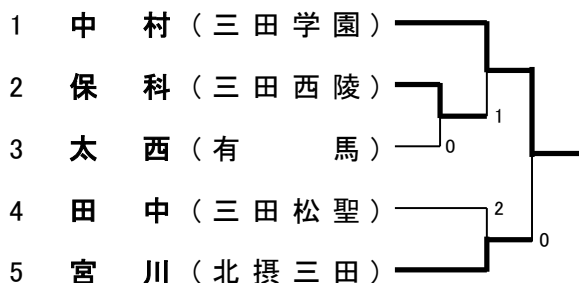 1 中村(三田学園)
2 保科(三田西陵)
1
3 太西(有馬)
0
4 田中(三田松聖)
2
0
5 宮川(北摂三田)